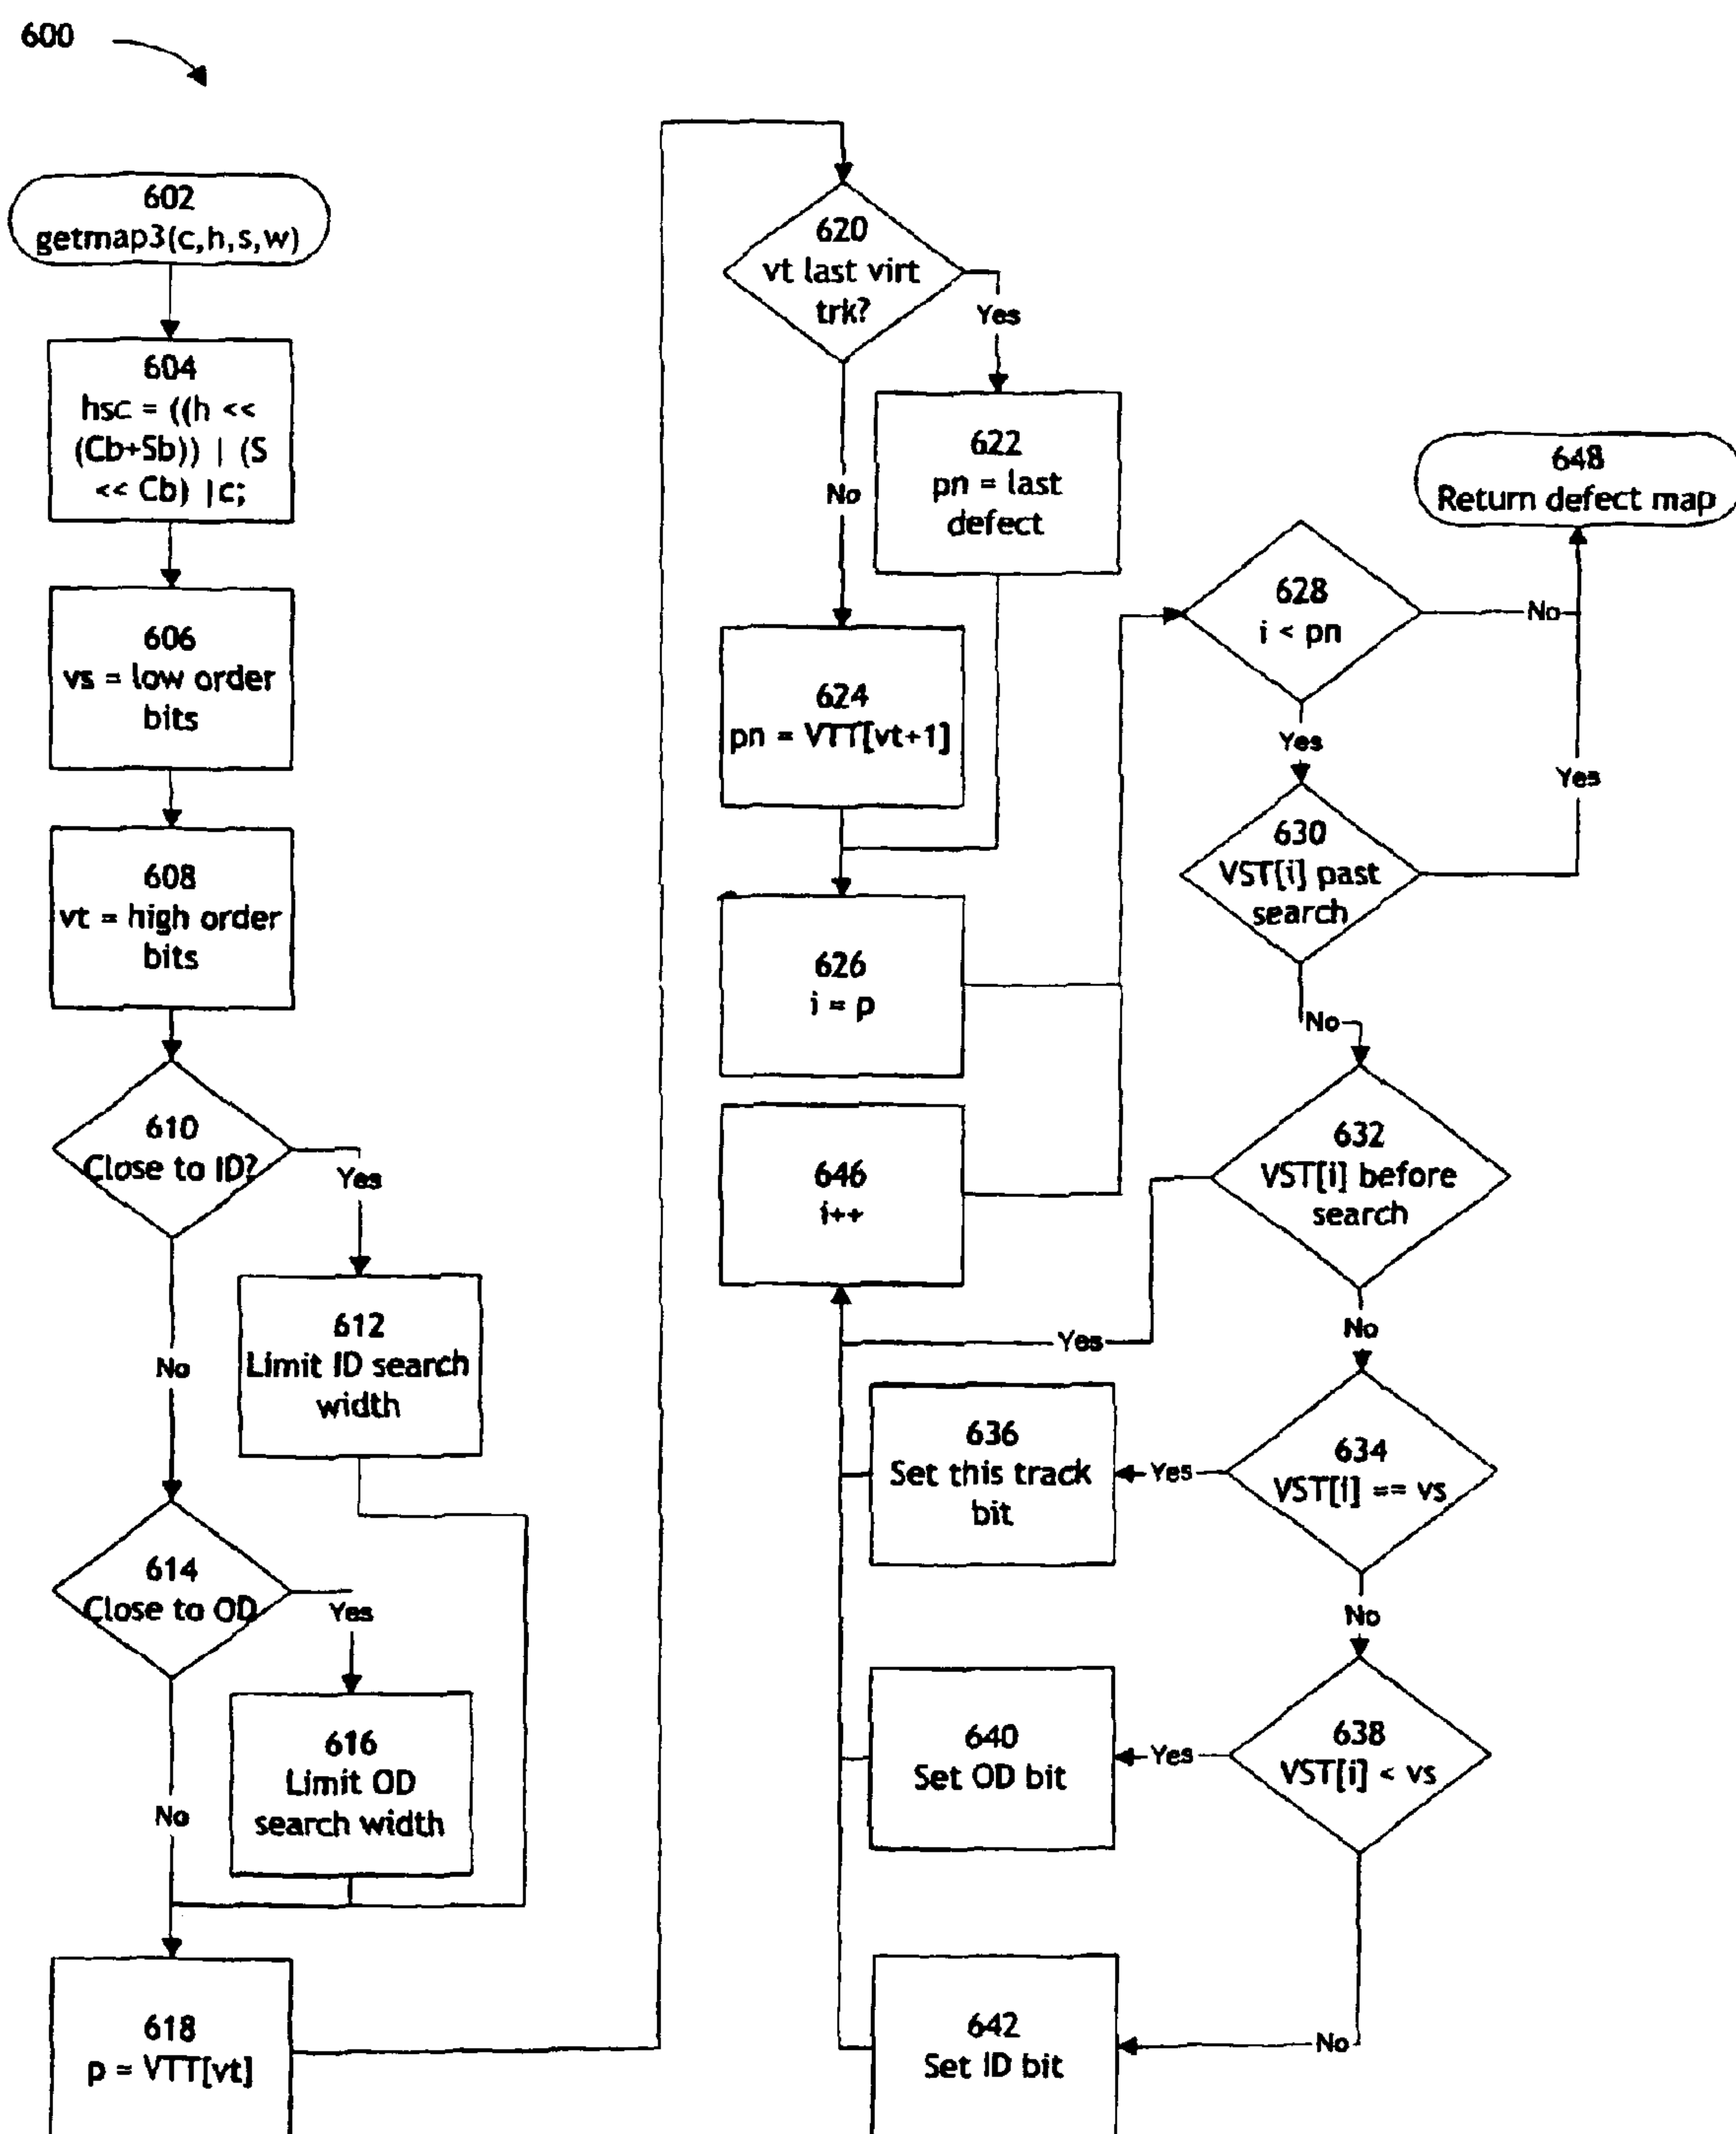 600
602
getmap3(c,h,s,w)
604
hsc = ((h <<
(Cb+Sb)) | (S
<< Cb) |c;
606
vs = low order
bits
608
vt = high order
bits
610
Close to ID?
Yes
No
612
Limit ID search
width
614
Close to OD
Yes
No
616
Limit OD
search width
618
p = VTT[vt]
620
vt last virt
trk?
Yes
No
622
pn = last
defect
624
pn = VTT[vt+1]
626
i = p
646
i++
628
i < pn
No
Yes
648
Return defect map
630
VST[i] past
search
Yes
No
632
VST[i] before
search
Yes
No
634
VST[i] == vs
Yes
No
636
Set this track
bit
638
VST[i] < vs
Yes
No
640
Set OD bit
642
Set ID bit